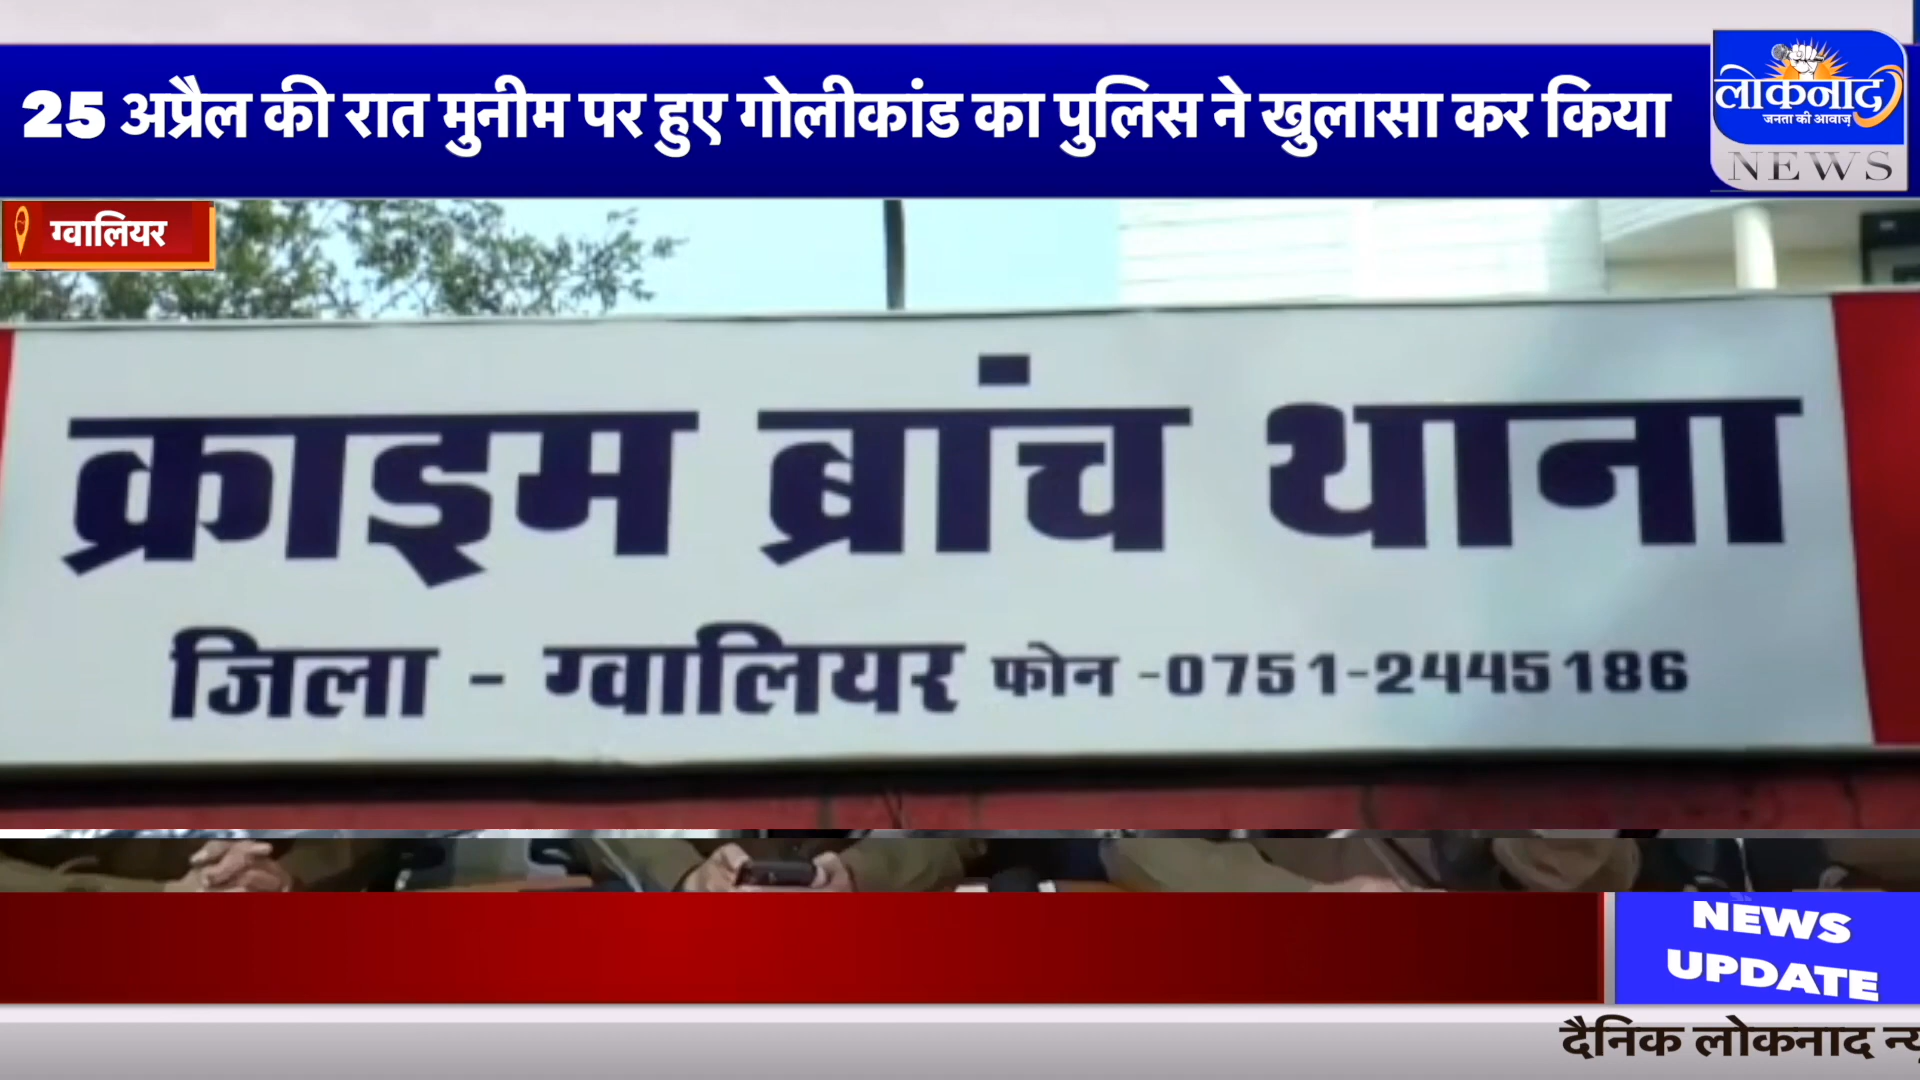 25 अप्रैल की रात मुनीम पर हुए गोलीकांड का पुलिस ने खुलासा कर किया
लोकनाद
जनता की आवाज़
NEWS
ग्वालियर
क्राइम ब्रांच थाना
जिला - ग्वालियर फोन -0751-2445186
NEWS
UPDATE
दैनिक लोकनाद